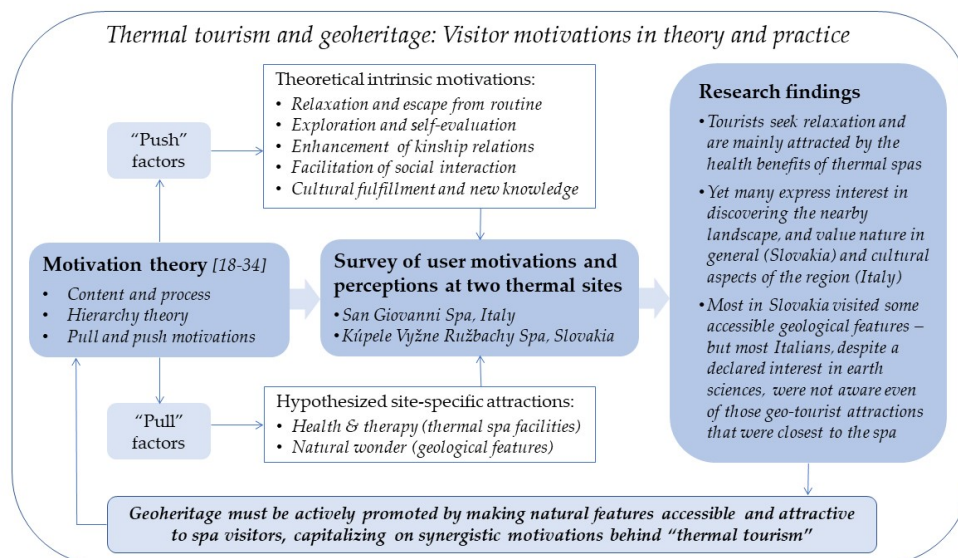 Thermal tourism and geoheritage: Visitor motivations in theory and practice
"Push"
factors
Theoretical intrinsic motivations:
• Relaxation and escape from routine
• Exploration and self-evaluation
• Enhancement of kinship relations
• Facilitation of social interaction
• Cultural fulfillment and new knowledge
Motivation theory [18-34]
• Content and process
• Hierarchy theory
• Pull and push motivations
Survey of user motivations and
perceptions at two thermal sites
• San Giovanni Spa, Italy
• Kúpele Vyžne Ružbachy Spa, Slovakia
"Pull"
factors
Hypothesized site-specific attractions:
• Health & therapy (thermal spa facilities)
• Natural wonder (geological features)
Research findings
• Tourists seek relaxation and
are mainly attracted by the
health benefits of thermal spas
• Yet many express interest in
discovering the nearby
landscape, and value nature in
general (Slovakia) and cultural
aspects of the region (Italy)
• Most in Slovakia visited some
accessible geological features –
but most Italians, despite a
declared interest in earth
sciences, were not aware even
of those geo-tourist attractions
that were closest to the spa
Geoheritage must be actively promoted by making natural features accessible and attractive
to spa visitors, capitalizing on synergistic motivations behind "thermal tourism"